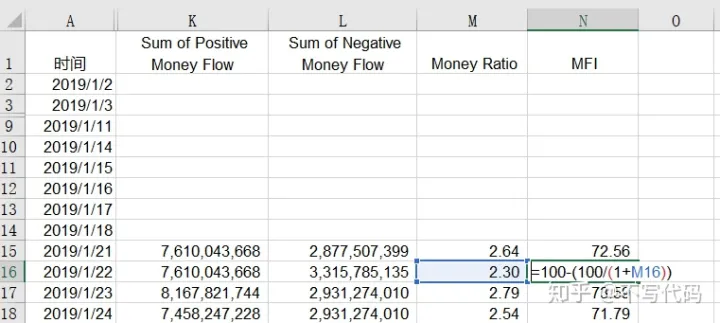 A K L M N O
1 时间 Sum of Positive Money Flow Sum of Negative Money Flow Money Ratio MFI
2 2019/1/2
3 2019/1/3
9 2019/1/11
10 2019/1/14
11 2019/1/15
12 2019/1/16
13 2019/1/17
14 2019/1/18
15 2019/1/21 7,610,043,668 2,877,507,399 2.64 72.56
16 2019/1/22 7,610,043,668 3,315,785,135 2.30 =100-(100/(1+M16))
17 2019/1/23 8,167,821,744 2,931,274,010 2.79 73.59
18 2019/1/24 7,458,247,228 2,931,274,010 2.54 71.79
知乎 @不写代码